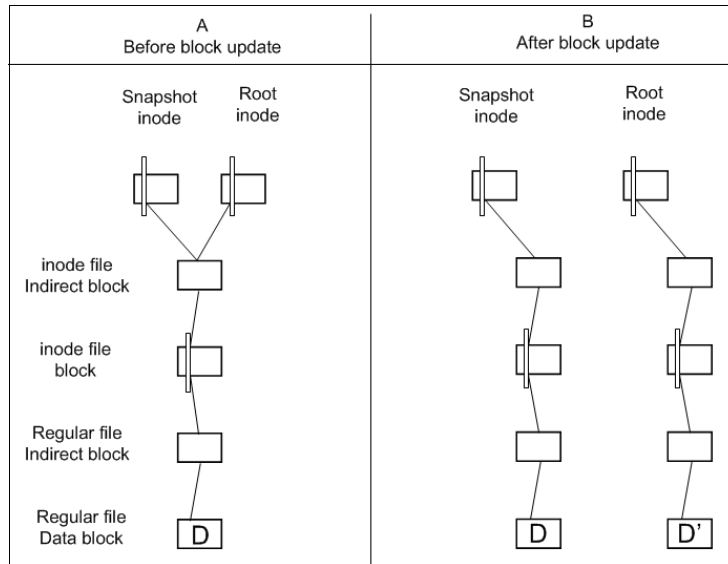 A
Before block update
B
After block update
Snapshot
inode
Root
inode
Snapshot
inode
Root
inode
inode file
Indirect block
inode file
block
Regular file
Indirect block
Regular file
Data block
D
D
D'